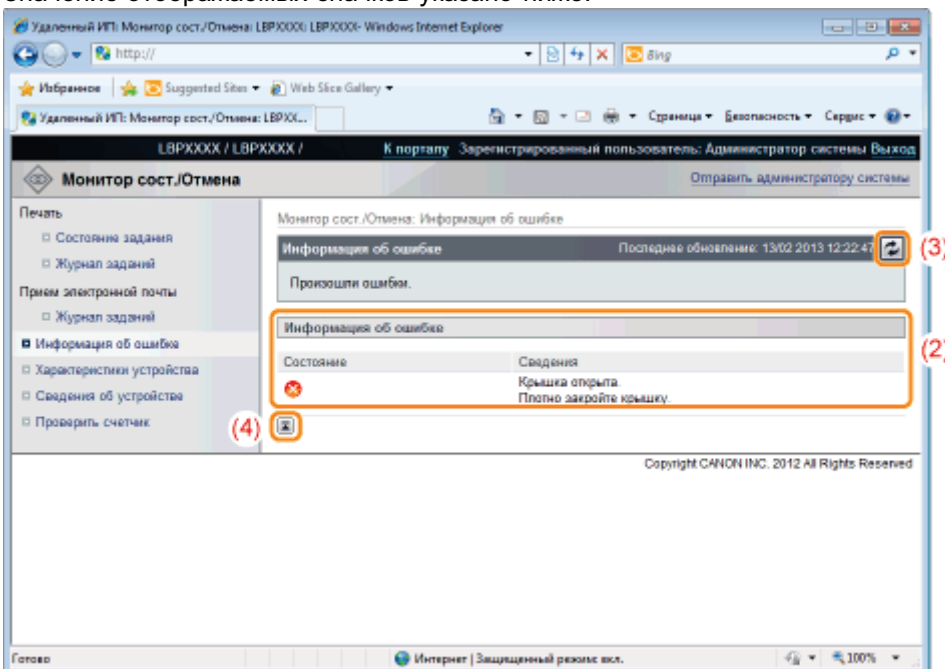 Значение отображаемых значков указано ниже.
Удаленный ИП: Монитор сост./Отмена: LBPXXXX: LBPXXXX- Windows Internet Explorer
http://
Bing
Избранное Suggested Sites Web Slice Gallery
Удаленный ИП: Монитор сост./Отмена: LBPXX... Страница Безопасность Сервис
LBPXXXX / LBPXXXX / К порталу Зарегистрированный пользователь: Администратор системы Выход
Монитор сост./Отмена Отправить администратору системы
Печать
Состояние задания
Журнал заданий
Прием электронной почты
Журнал заданий
Информация об ошибке
Характеристики устройства
Сведения об устройстве
Проверить счетчик
Монитор сост./Отмена: Информация об ошибке
Информация об ошибке Последнее обновление: 13/02 2013 12:22:47
(3)
Произошли ошибки.
Информация об ошибке
(2)
Состояние Сведения
Крышка открыта.
Плотно закройте крышку.
(4)
Copyright CANON INC. 2012 All Rights Reserved
Готово Интернет | Защищенный режим: вкл. 100%